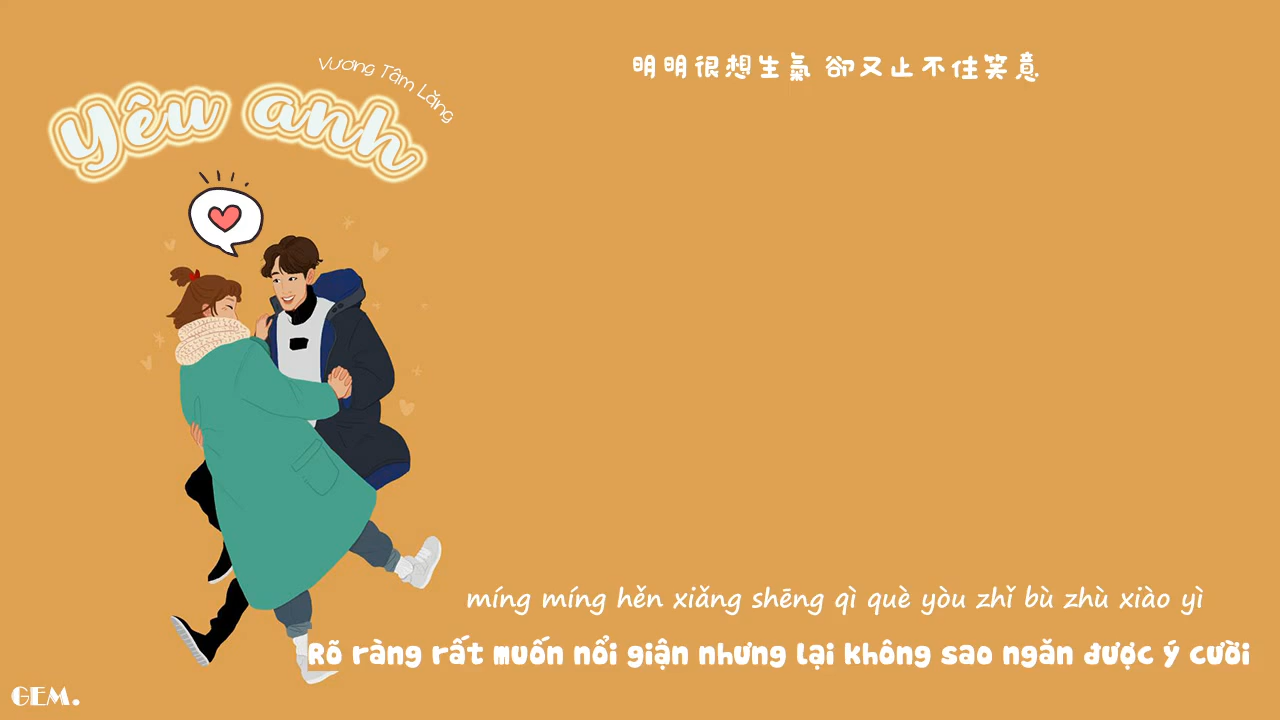 Vương Tâm Lăng
Yêu anh
明明很想生氣 卻又止不住笑意
míng míng hěn xiǎng shēng qì què yòu zhǐ bù zhù xiào yì
Rõ ràng rất muốn nổi giận nhưng lại không sao ngăn được ý cười
GEM.